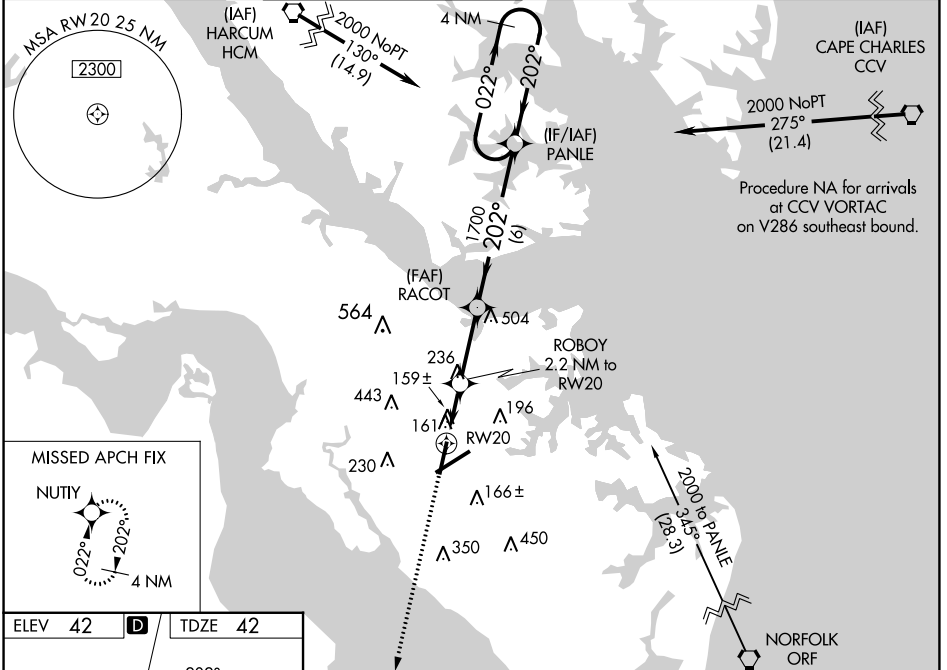 MSA RW20 25 NM
2300
(IAF)
HARCUM
HCM
2000 NoPT
130°
(14.9)
4 NM
022°
202°
(IF/IAF)
PANLE
(IAF)
CAPE CHARLES
CCV
2000 NoPT
275°
(21.4)
Procedure NA for arrivals
at CCV VORTAC
on V286 southeast bound.
1700
202°
(6)
(FAF)
RACOT
564
504
ROBOY
2.2 NM to
RW20
236
159±
443
161
196
RW20
230
166±
350
450
MISSED APCH FIX
NUTIY
022°
202°
4 NM
2000 to PANLE
345°
(28.3)
NORFOLK
ORF
ELEV 42
D
TDZE 42